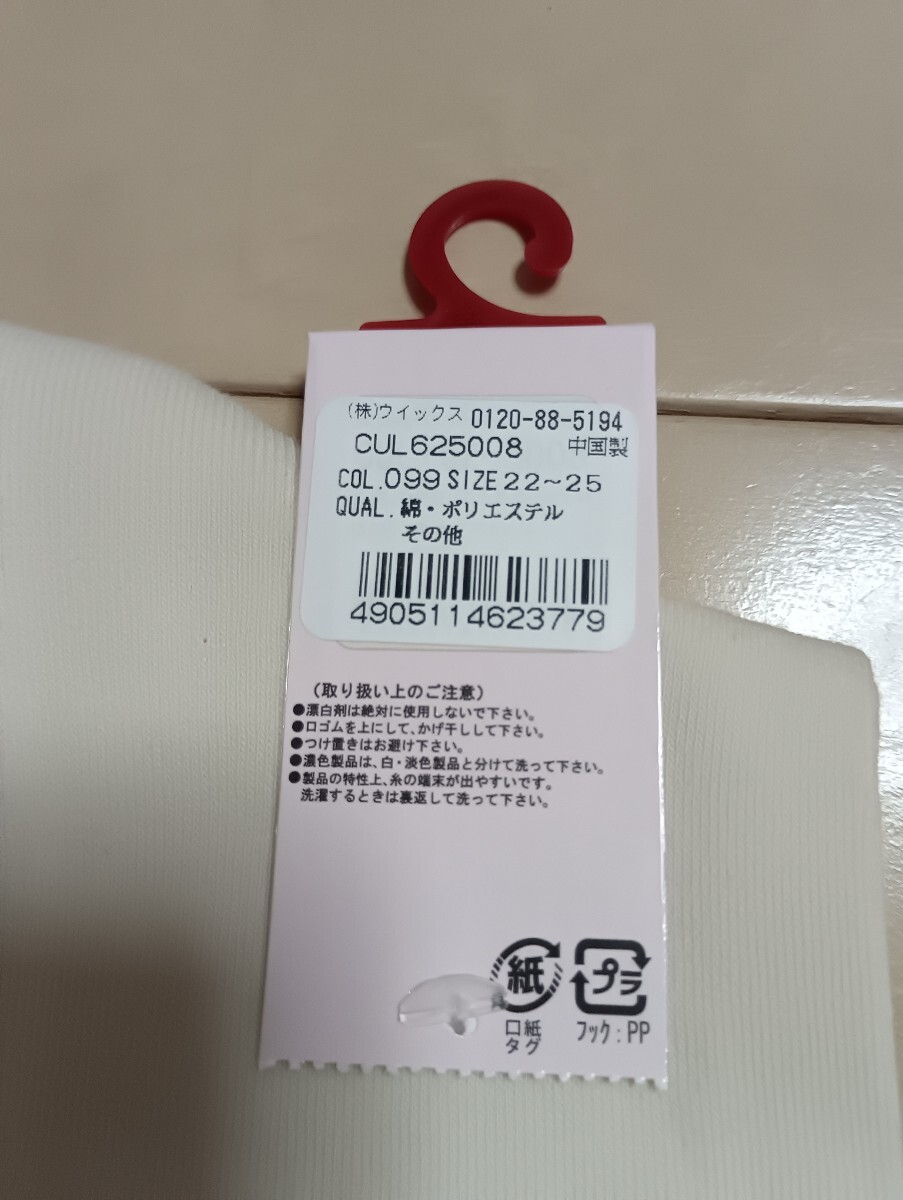 (株)ウイックス 0120-88-5194
CUL625008 中国製
COL.099 SIZE 22~25
QUAL.綿・ポリエステル
その他
4905114623779
(取り扱い上のご注意)
●漂白剤は絶対に使用しないで下さい。
●口ゴムを上にして、かげ干しして下さい。
●つけ置きはお避け下さい。
●濃色製品は、白・淡色製品と分けて洗って下さい。
●製品の特性上、糸の端末が出やすいです。
洗濯するときは裏返して洗って下さい。
紙 プラ
口紙 フック:PP
タグ